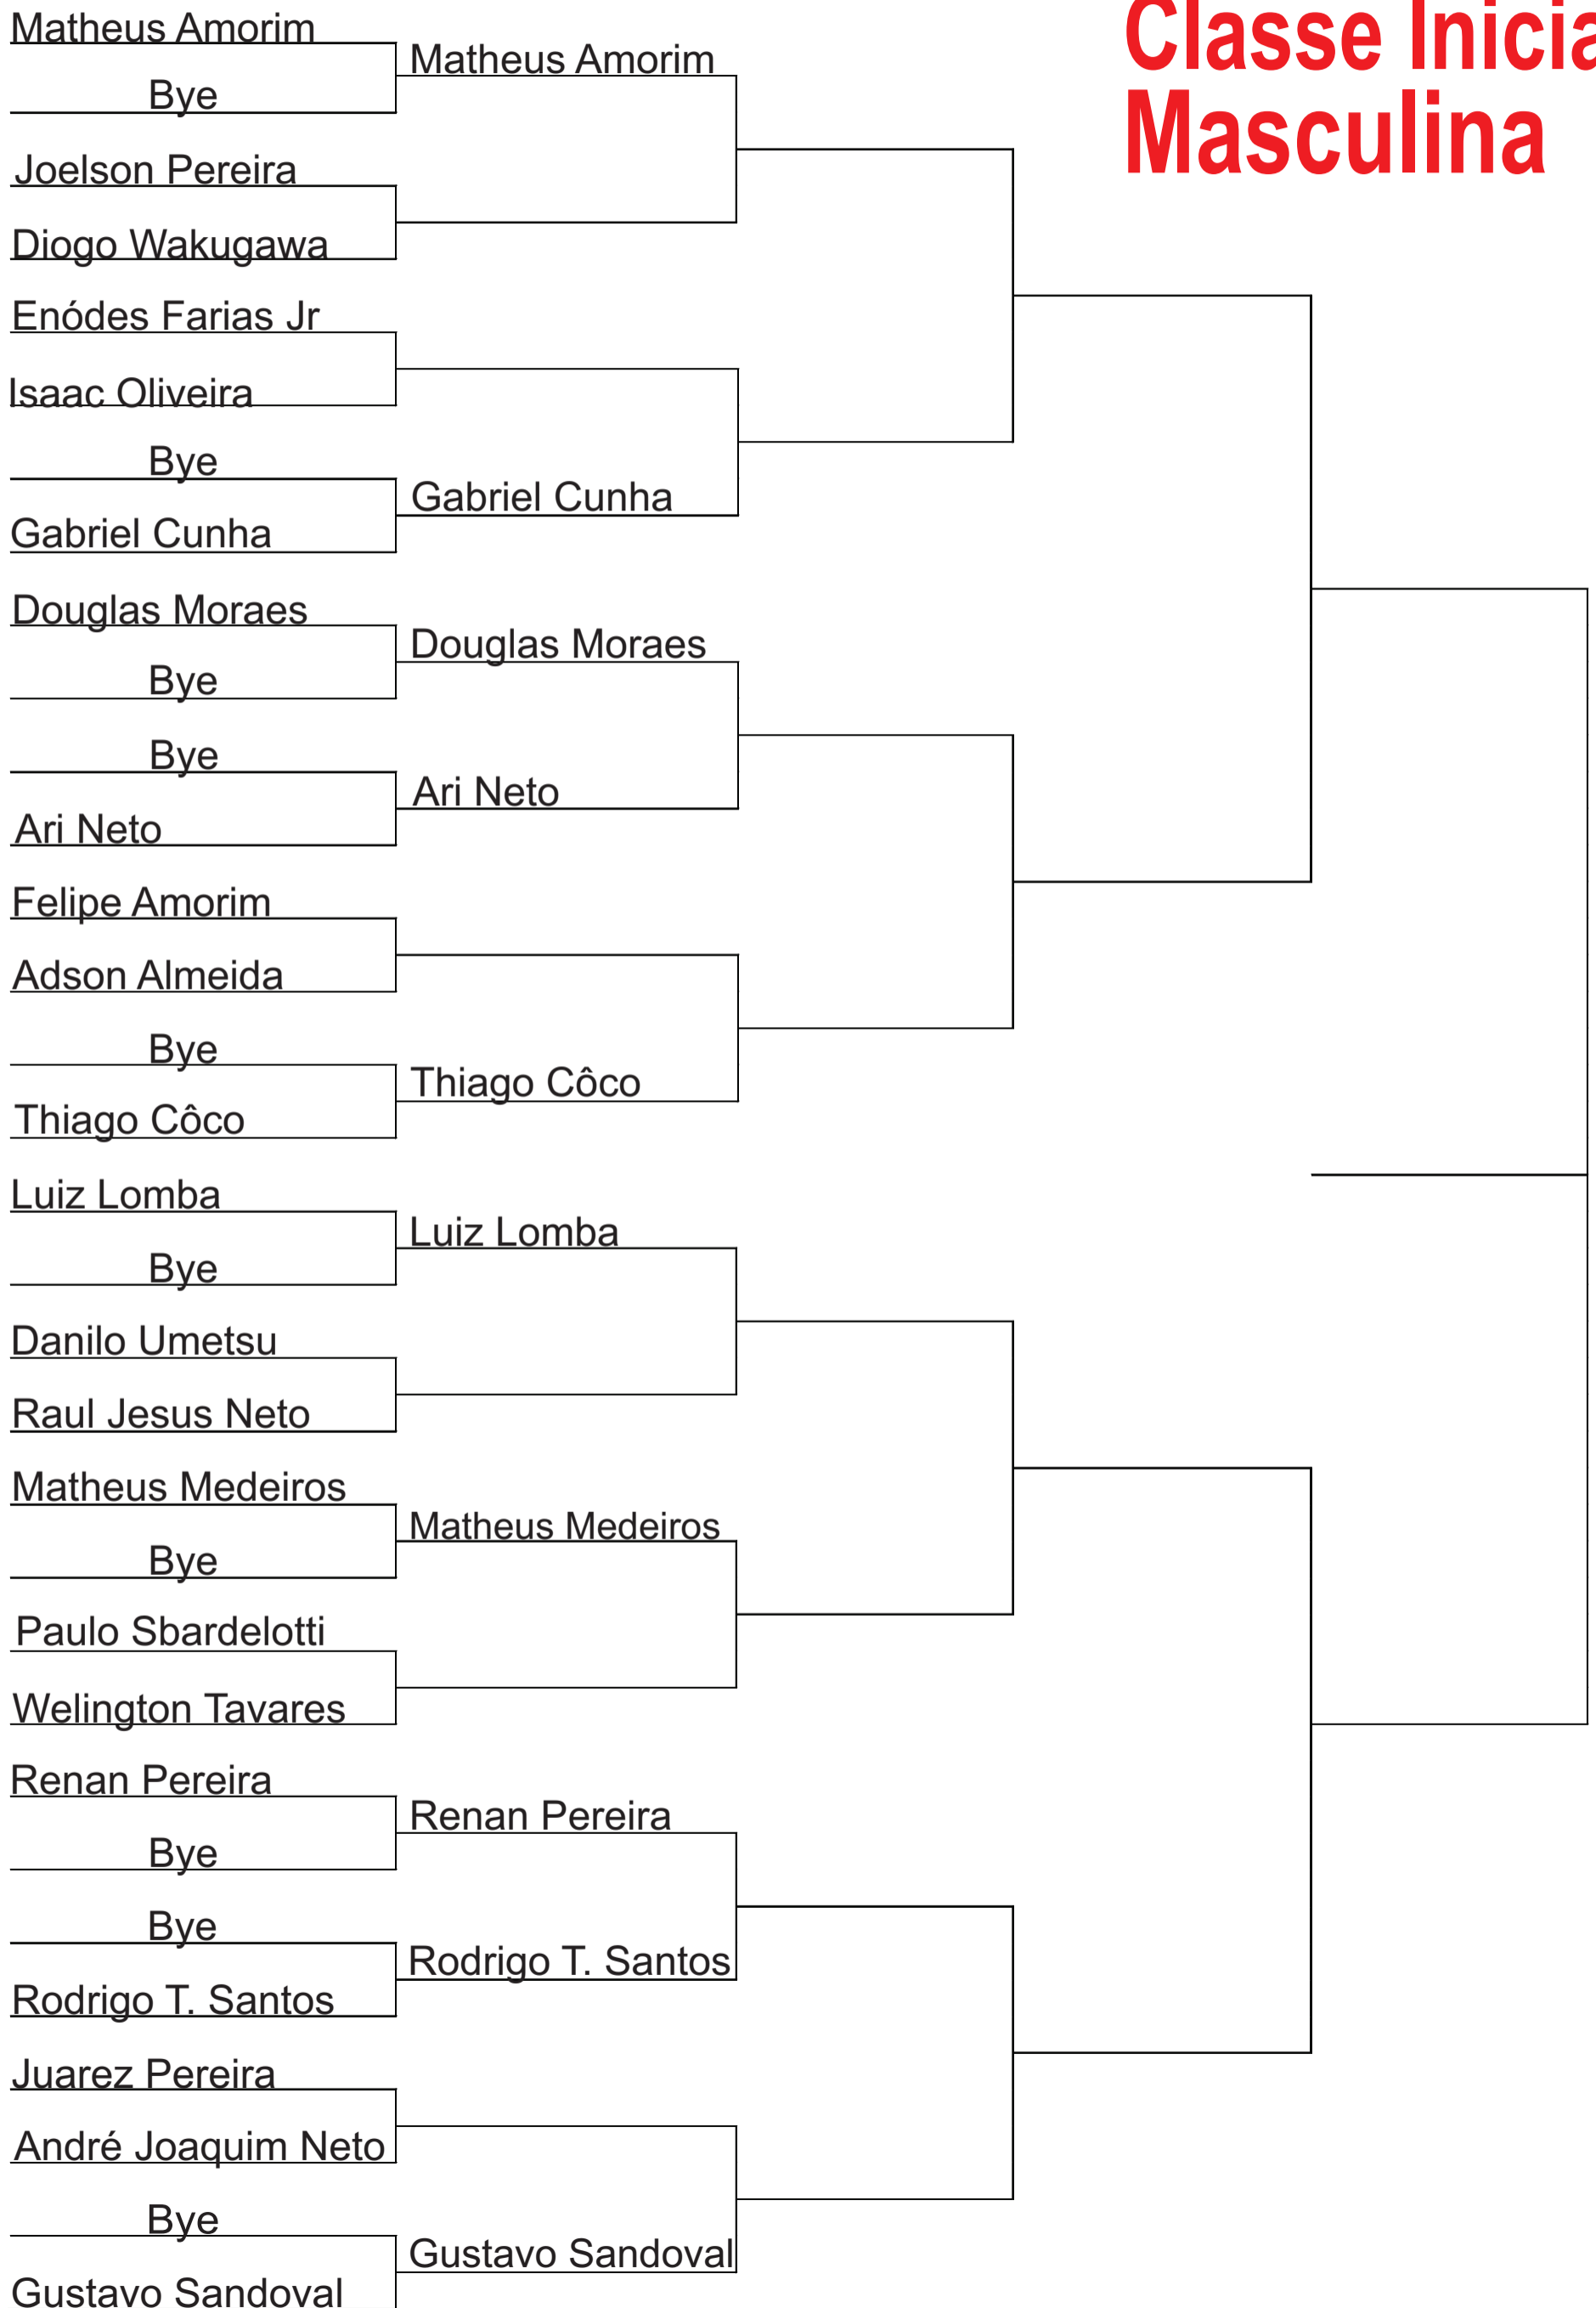 Classe Inicia
Masculina
Matheus Amorim
Bye
Joelson Pereira
Diogo Wakugawa
Enódes Farias Jr
Isaac Oliveira
Bye
Gabriel Cunha
Douglas Moraes
Bye
Bye
Ari Neto
Felipe Amorim
Adson Almeida
Bye
Thiago Côco
Luiz Lomba
Bye
Danilo Umetsu
Raul Jesus Neto
Matheus Medeiros
Bye
Paulo Sbardelotti
Welington Tavares
Renan Pereira
Bye
Bye
Rodrigo T. Santos
Juarez Pereira
André Joaquim Neto
Bye
Gustavo Sandoval
Matheus Amorim
Gabriel Cunha
Douglas Moraes
Ari Neto
Thiago Côco
Luiz Lomba
Matheus Medeiros
Renan Pereira
Rodrigo T. Santos
Gustavo Sandoval